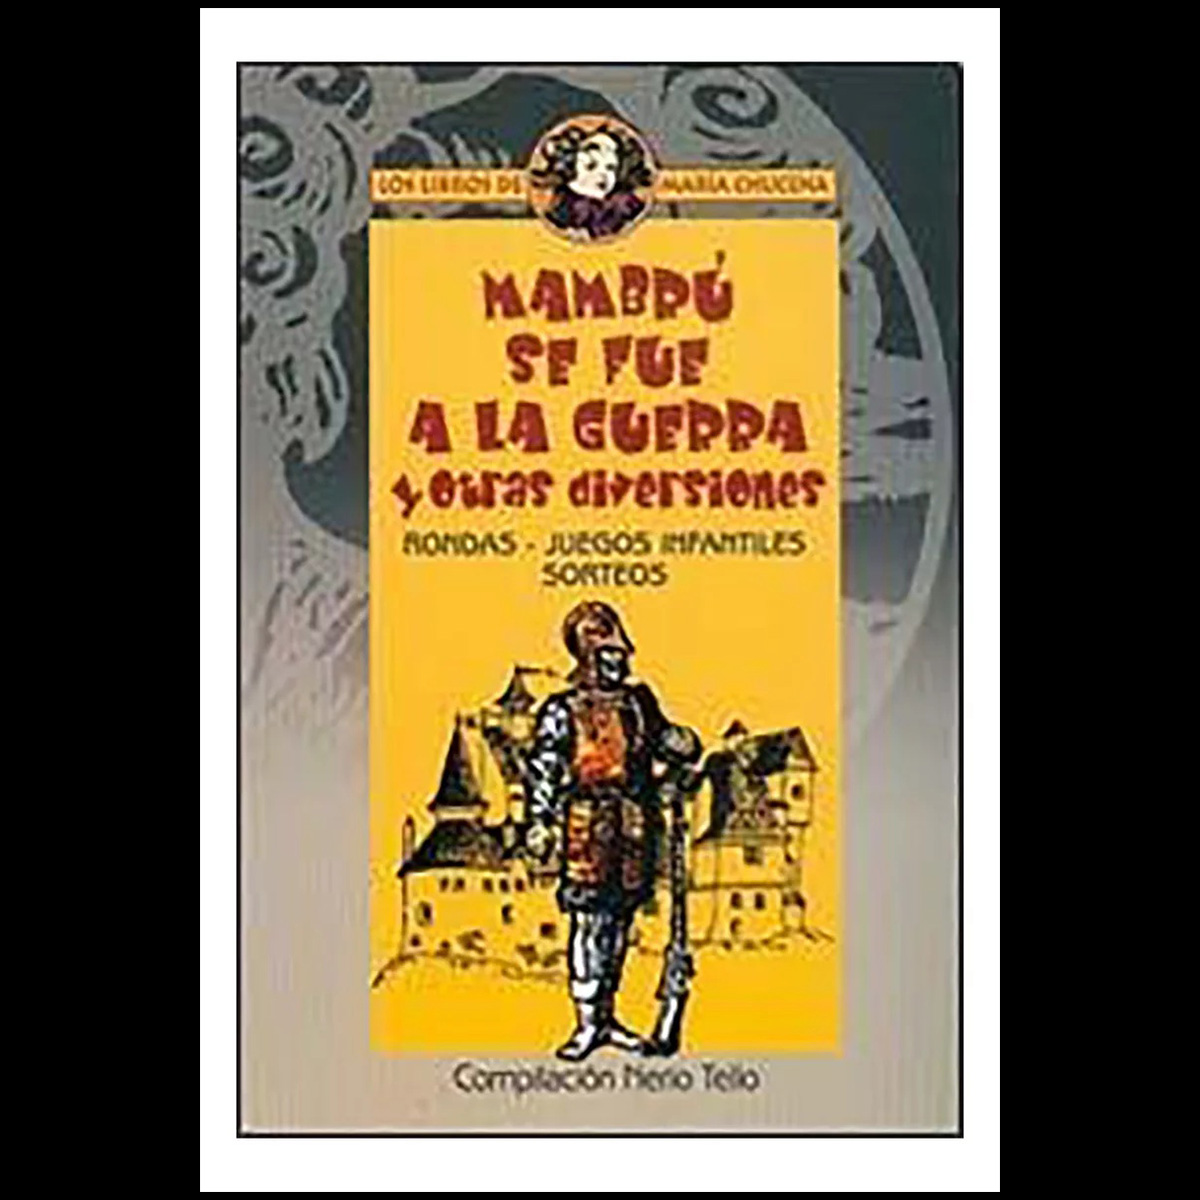 LOS LIBROS DE MARÍA CHUCENA
MAMBRÚ
SE FUE
A LA GUERRA
y otras diversiones
RONDAS - JUEGOS INFANTILES
SORTEOS
Compilación Nerio Tello